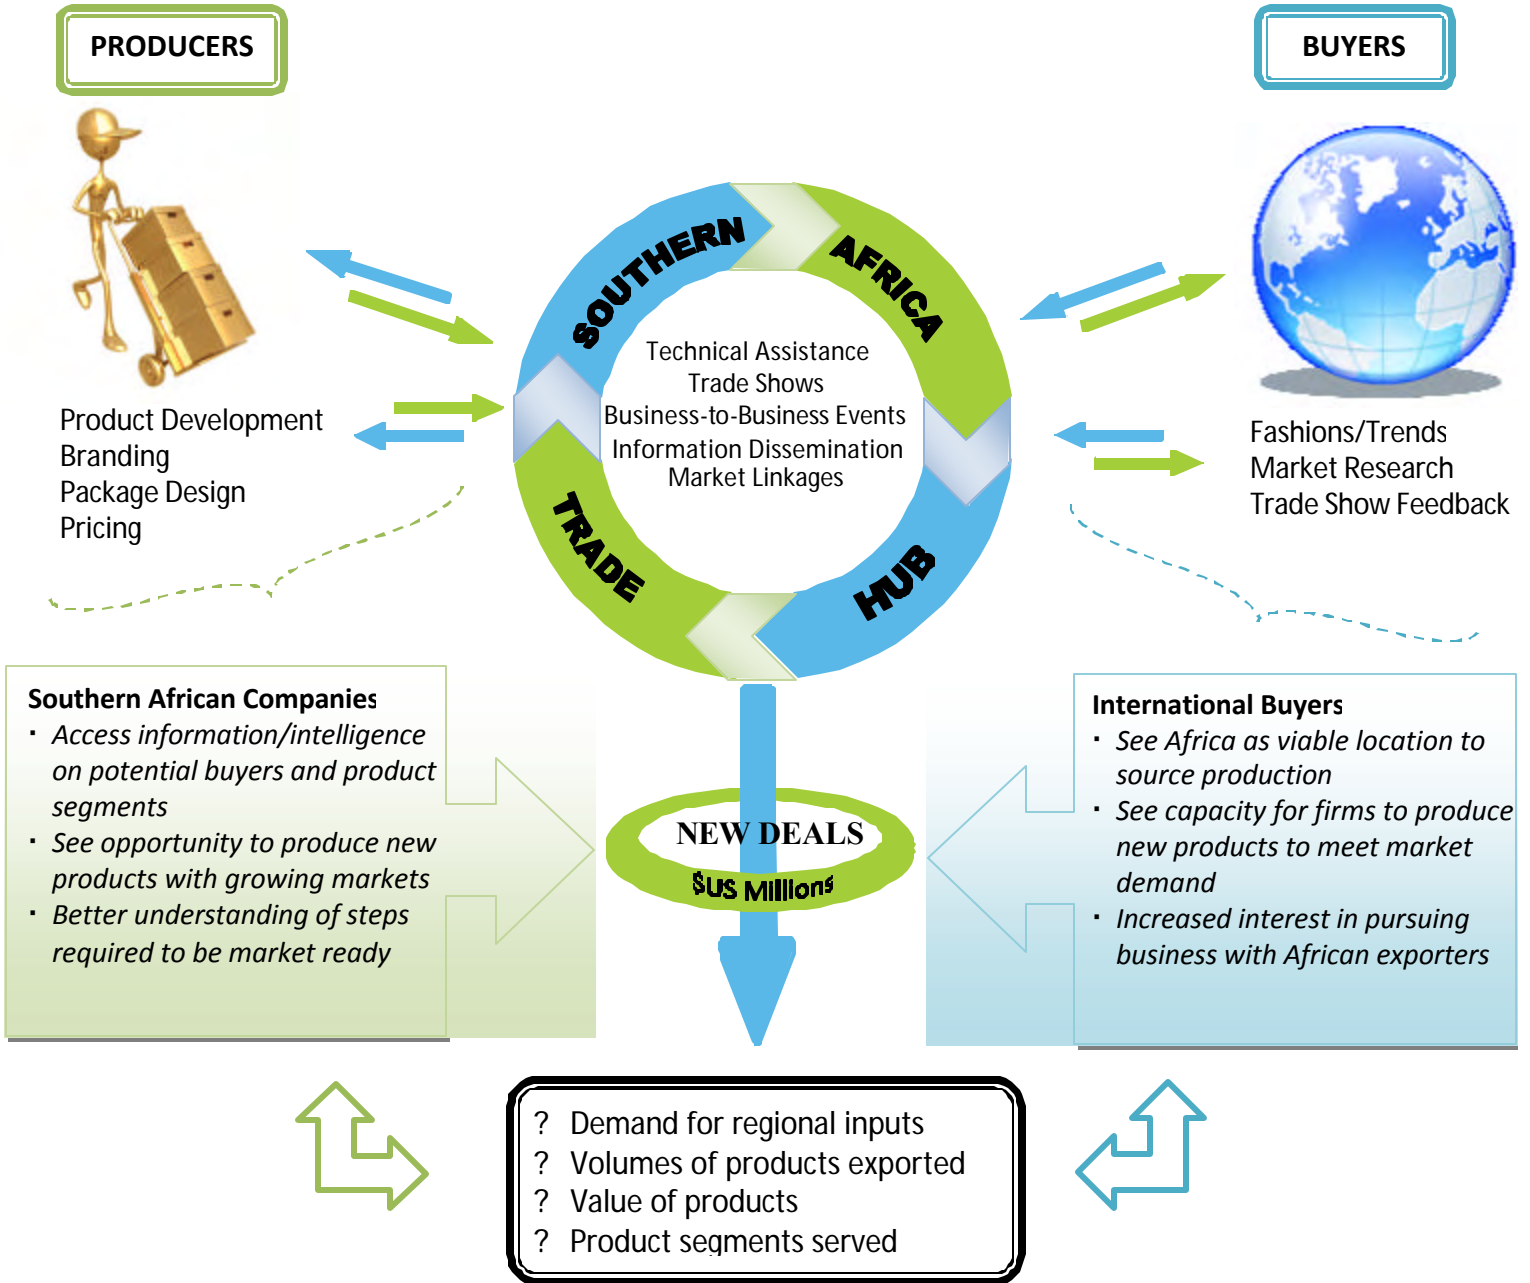 PRODUCERS
BUYERS
SOUTHERN
AFRICA
TRADE
HUB
Technical Assistance
Trade Shows
Business-to-Business Events
Information Dissemination
Market Linkages
Product Development
Branding
Package Design
Pricing
Fashions/Trends
Market Research
Trade Show Feedback
Southern African Companies
· Access information/intelligence
on potential buyers and product
segments
· See opportunity to produce new
products with growing markets
· Better understanding of steps
required to be market ready
NEW DEALS
$US Millions
International Buyers
· See Africa as viable location to
source production
· See capacity for firms to produce
new products to meet market
demand
· Increased interest in pursuing
business with African exporters
? Demand for regional inputs
? Volumes of products exported
? Value of products
? Product segments served